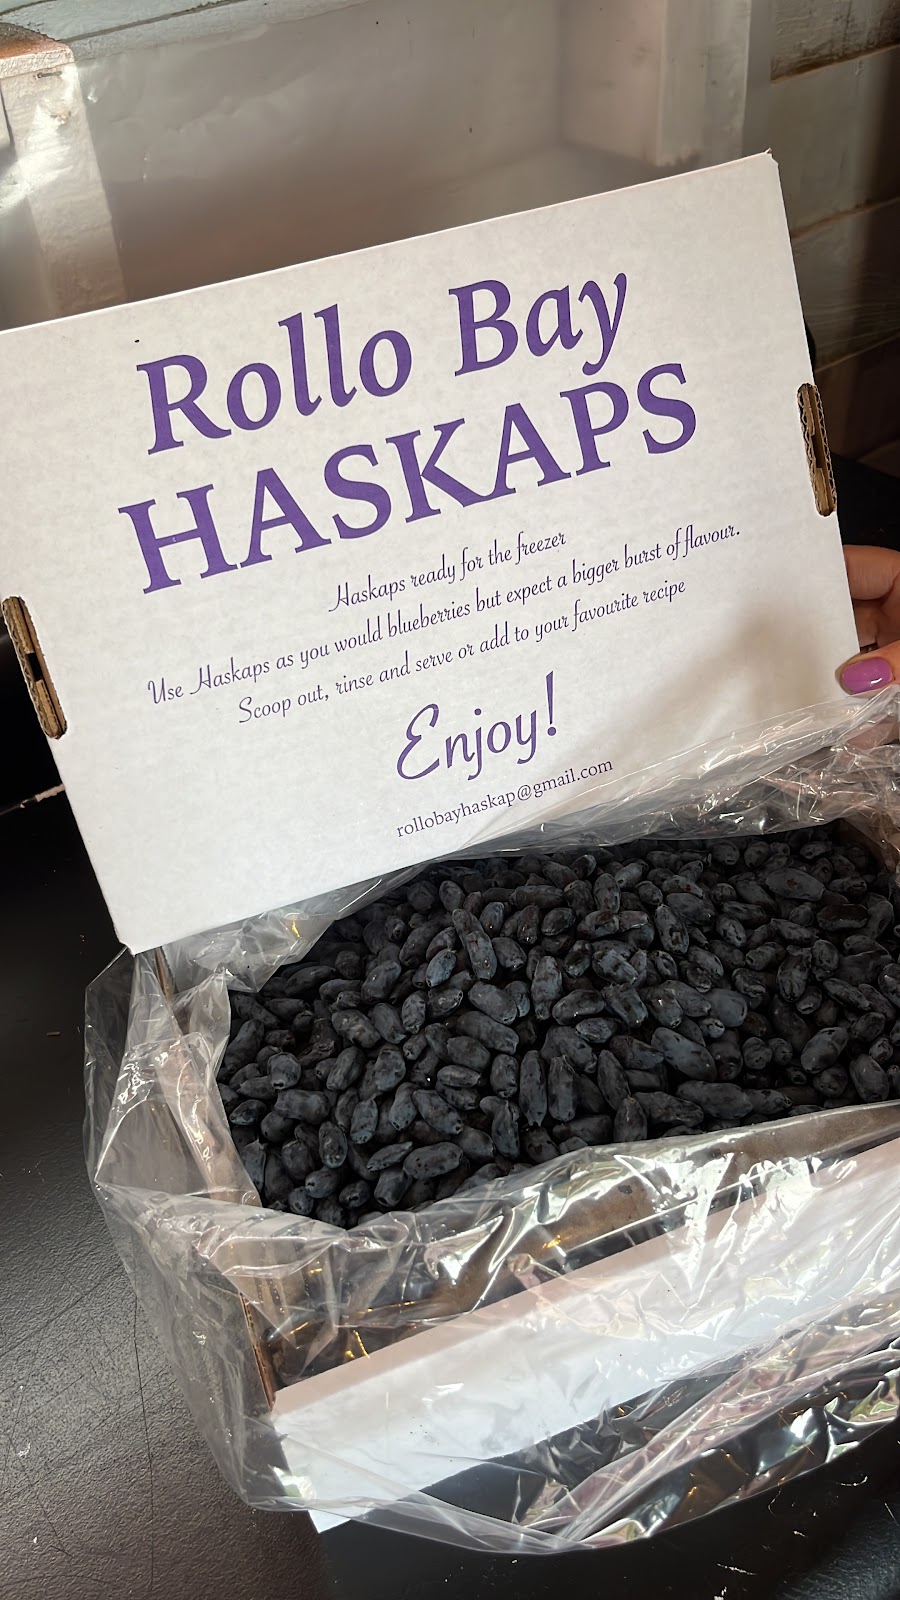 Rollo Bay
HASKAPS
Haskaps ready for the freezer
Use Haskaps as you would blueberries but expect a bigger burst of flavour.
Scoop out, rinse and serve or add to your favourite recipe
Enjoy!
rollobayhaskap@gmail.com